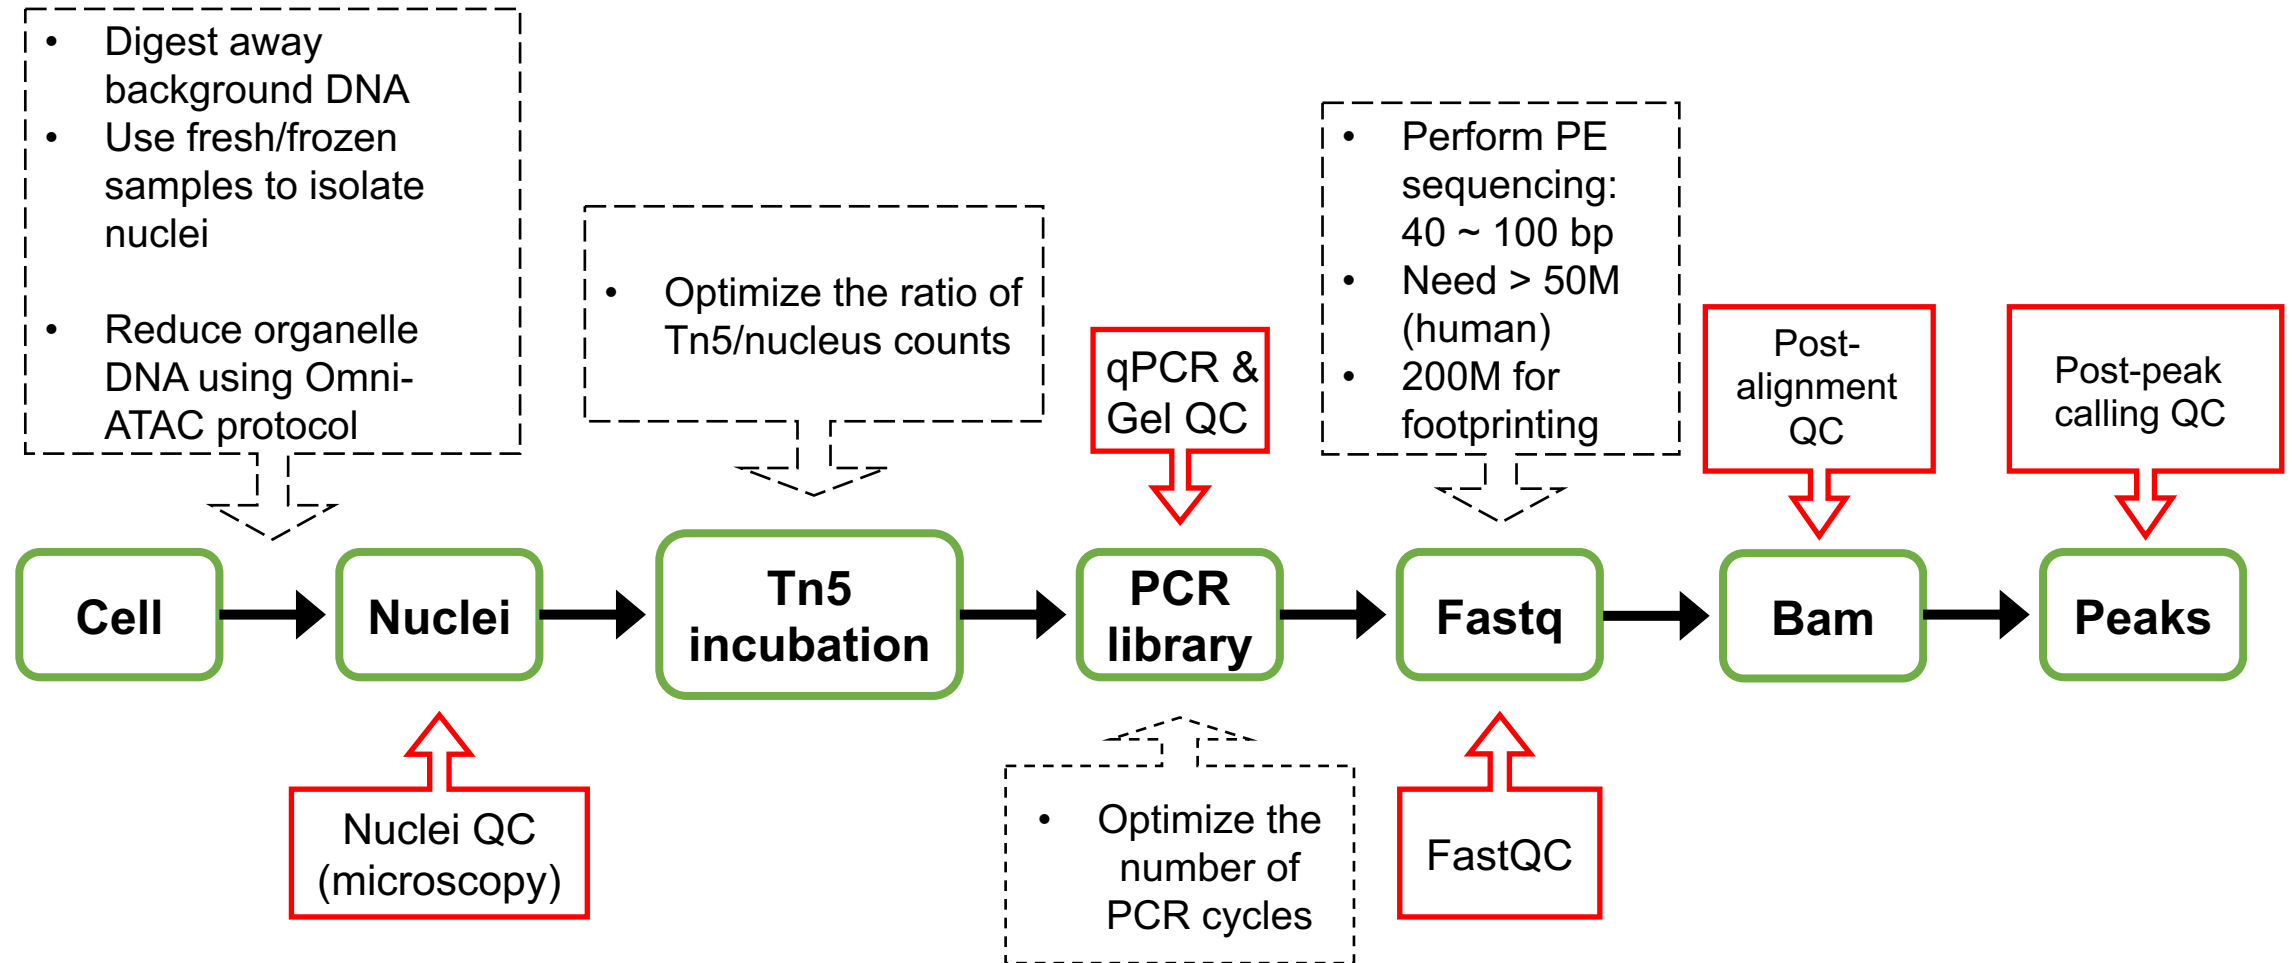 • Digest away
background DNA
• Use fresh/frozen
samples to isolate
nuclei
• Reduce organelle
DNA using Omni-
ATAC protocol
• Optimize the ratio of
Tn5/nucleus counts
qPCR &
Gel QC
• Perform PE
sequencing:
40 ~ 100 bp
• Need > 50M
(human)
• 200M for
footprinting
Post-
alignment
QC
Post-peak
calling QC
Cell
Nuclei
Tn5
incubation
PCR
library
Fastq
Bam
Peaks
Nuclei QC
(microscopy)
• Optimize the
number of
PCR cycles
FastQC